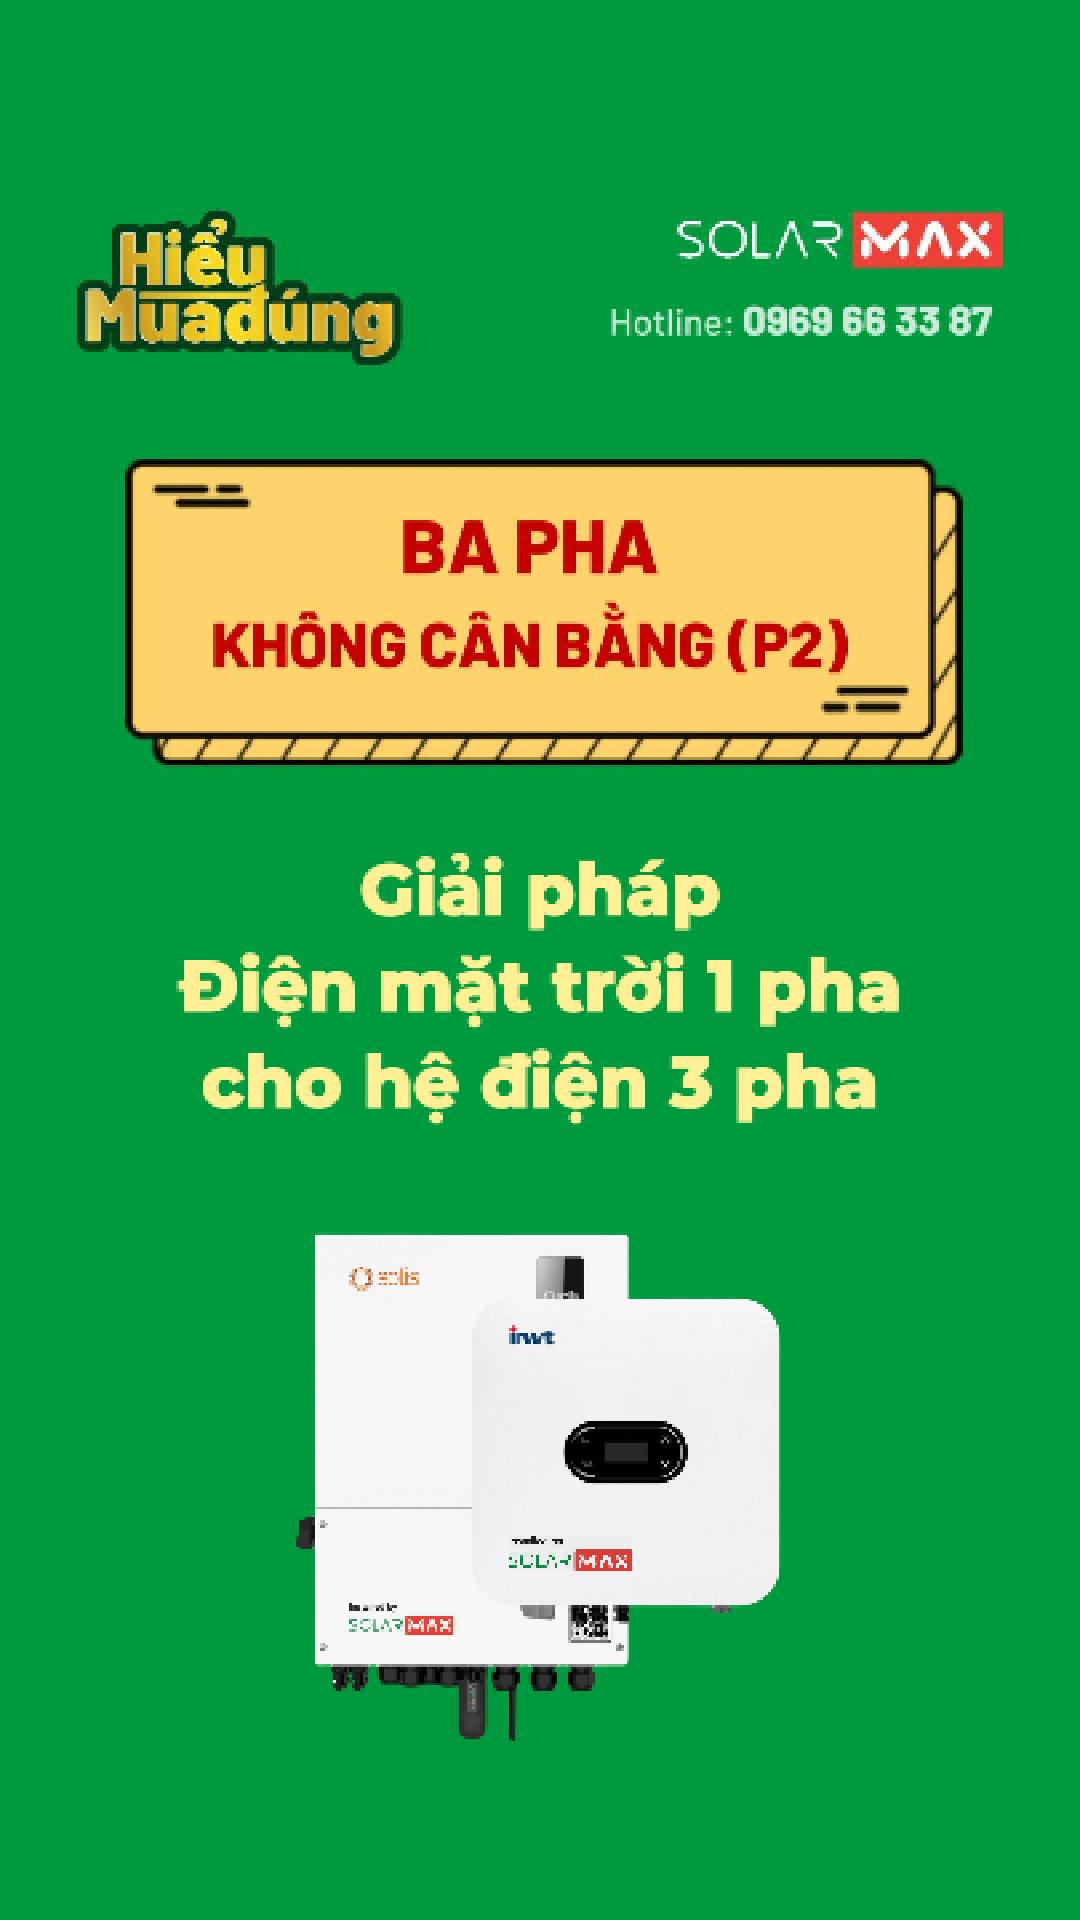 Hiểu
Muađúng
SOLAR MAX
Hotline: 0969 66 33 87
BA PHA
KHÔNG CÂN BẰNG (P2)
Giải pháp
Điện mặt trời 1 pha
cho hệ điện 3 pha
solis
invt
SOLAR MAX
SOLAR MAX